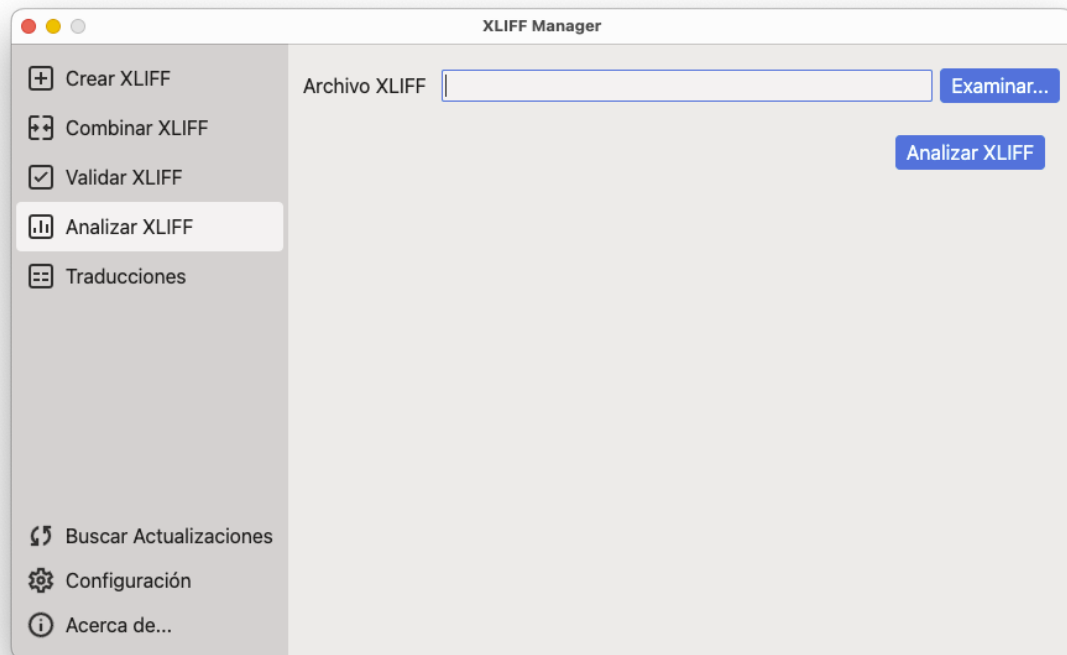 XLIFF Manager
Crear XLIFF
Combinar XLIFF
Validar XLIFF
Analizar XLIFF
Traducciones
Buscar Actualizaciones
Configuración
Acerca de...
Archivo XLIFF
Examinar...
Analizar XLIFF